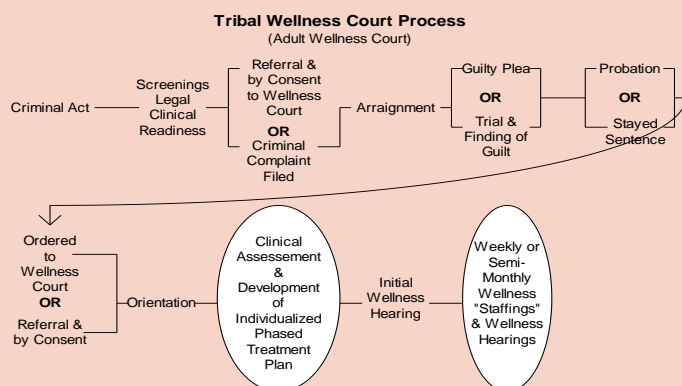 Tribal Wellness Court Process
(Adult Wellness Court)
Criminal Act
Screenings
Legal
Clinical
Readiness
Referral &
by Consent
to Wellness
Court
OR
Criminal
Complaint
Filed
Arraignment
Guilty Plea
OR
Trial &
Finding of
Guilt
Probation
OR
Stayed
Sentence
Ordered
to
Wellness
Court
OR
Referral &
by Consent
Orientation
Clinical
Assessement
&
Development
of
Individualized
Phased
Treatment
Plan
Initial
Wellness
Hearing
Weekly or
Semi-
Monthly
Wellness
"Staffings"
& Wellness
Hearings